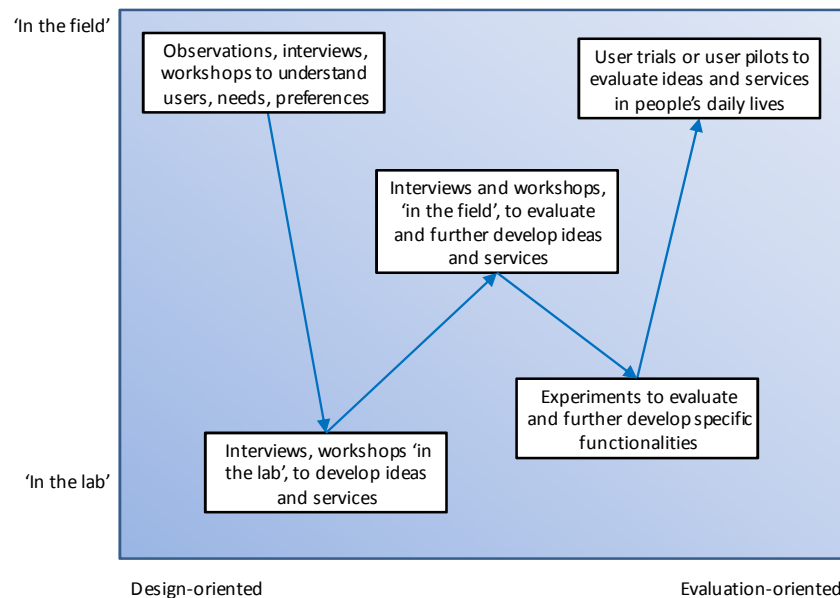 ‘In the field’
Observations, interviews,
workshops to understand
users, needs, preferences
User trials or user pilots to
evaluate ideas and services
in people’s daily lives
Interviews and workshops,
‘in the field’, to evaluate
and further develop ideas
and services
Experiments to evaluate
and further develop specific
functionalities
Interviews, workshops ‘in
the lab’, to develop ideas
and services
‘In the lab’
Design-oriented
Evaluation-oriented